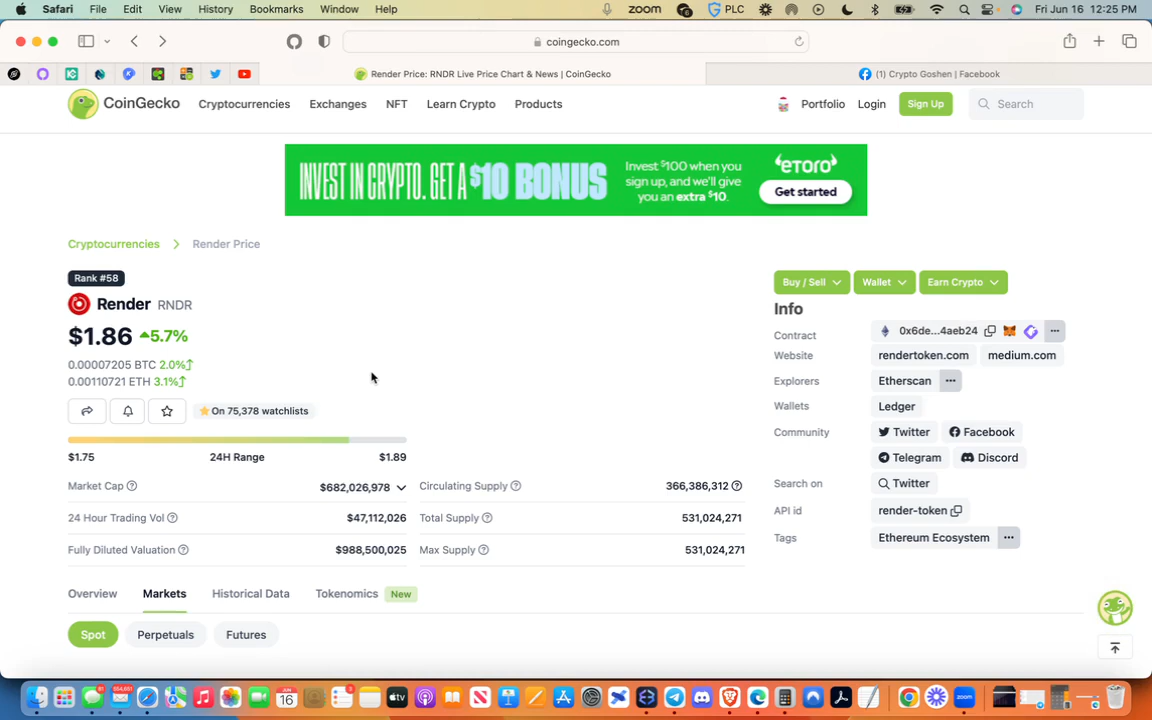 Safari File Edit View History Bookmarks Window Help zoom PLC Fri Jun 16 12:25 PM
coingecko.com
Render Price: RNDR Live Price Chart & News | CoinGecko
(1) Crypto Goshen | Facebook
CoinGecko Cryptocurrencies Exchanges NFT Learn Crypto Products Portfolio Login Sign Up Search
INVEST IN CRYPTO. GET A $10 BONUS
Invest $100 when you
sign up, and we'll give
you an extra $10.
eToro
Get started
Cryptocurrencies Render Price
Rank #58
Render RNDR
$1.86 5.7%
0.00007205 BTC 2.0%
0.00110721 ETH 3.1%
On 75,378 watchlists
$1.75 24H Range $1.89
Market Cap $682,026,978
24 Hour Trading Vol $47,112,026
Fully Diluted Valuation $988,500,025
Circulating Supply 366,386,312
Total Supply 531,024,271
Max Supply 531,024,271
Buy / Sell Wallet Earn Crypto
Info
Contract 0x6de...4aeb24
Website rendertoken.com medium.com
Explorers Etherscan
Wallets Ledger
Community Twitter Facebook
Telegram Discord
Search on Twitter
API id render-token
Tags Ethereum Ecosystem
Overview Markets Historical Data Tokenomics New
Spot Perpetuals Futures
JUN
16
zoom